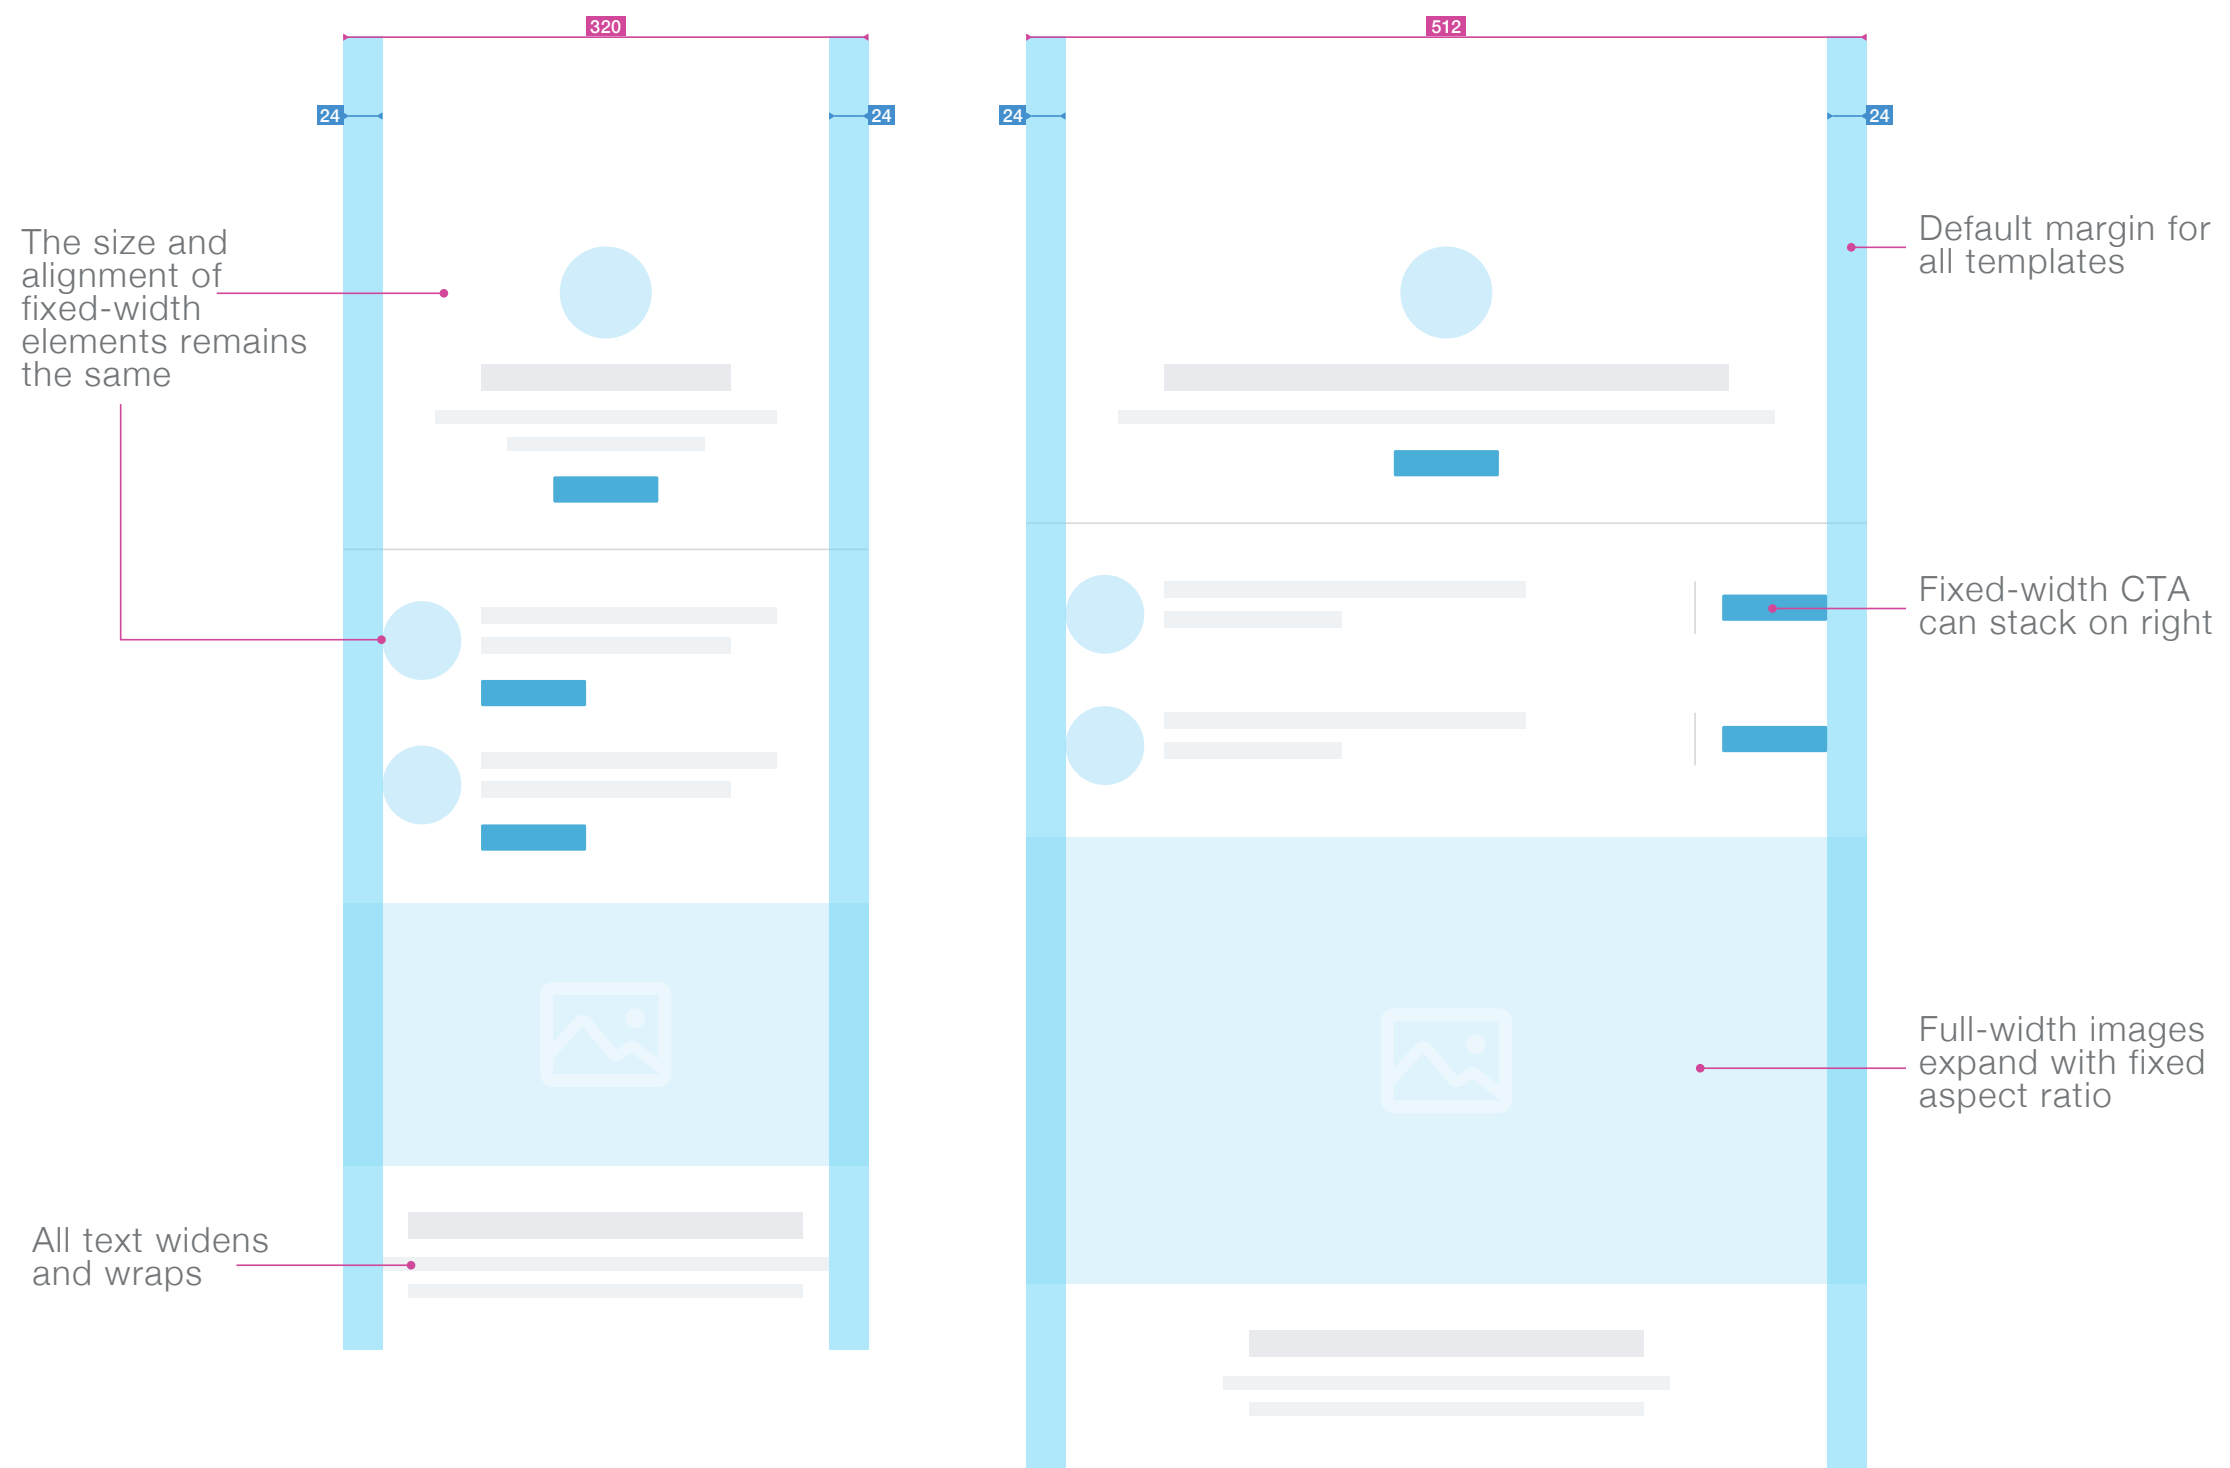 320
512
24
24
24
24
The size and
alignment of
fixed-width
elements remains
the same
Default margin for
all templates
Fixed-width CTA
can stack on right
Full-width images
expand with fixed
aspect ratio
All text widens
and wraps